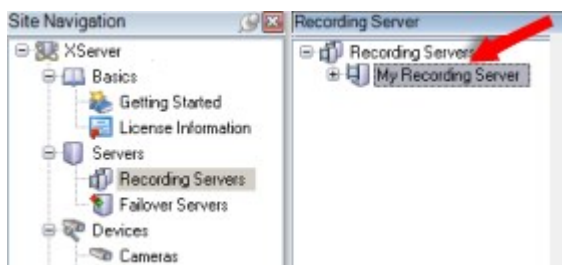 Site Navigation
XServer
Basics
Getting Started
License Information
Servers
Recording Servers
Failover Servers
Devices
Cameras
Recording Server
Recording Servers
My Recording Server